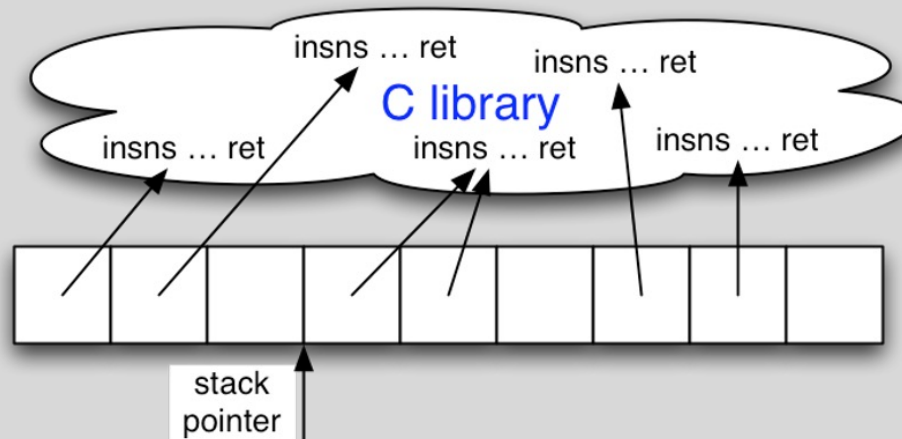 insns … ret
insns … ret
C library
insns … ret
insns … ret
insns … ret
stack
pointer